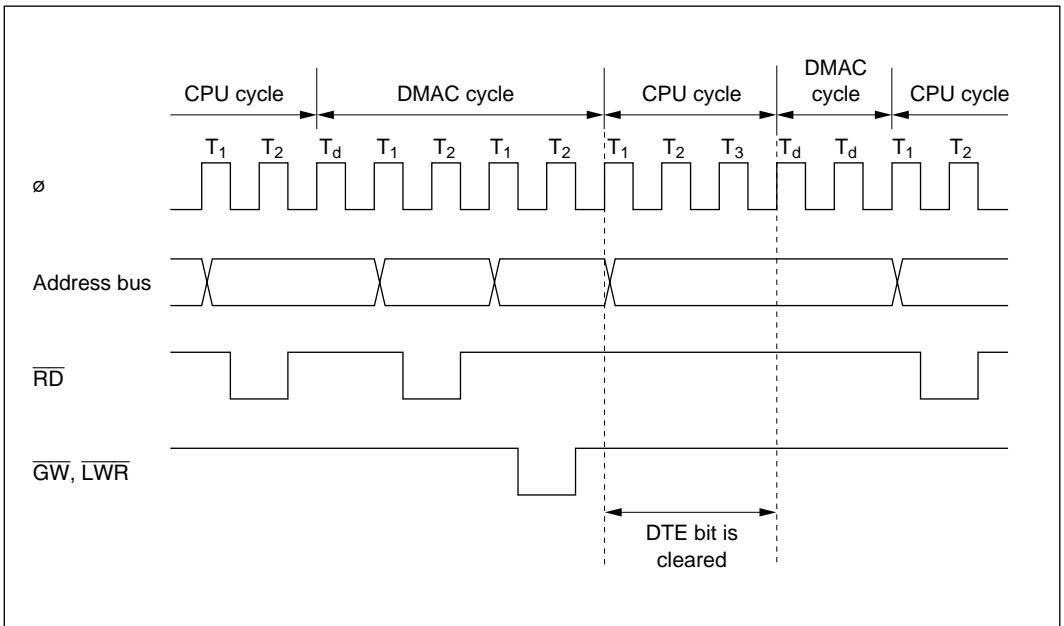 DMAC
cycle
CPU cycle DMAC cycle CPU cycle CPU cycle
T1 T2 Td T1 T2 T1 T2 T1 T2 T3 Td Td T1 T2
ø
Address bus
RD
GW, LWR
DTE bit is
cleared